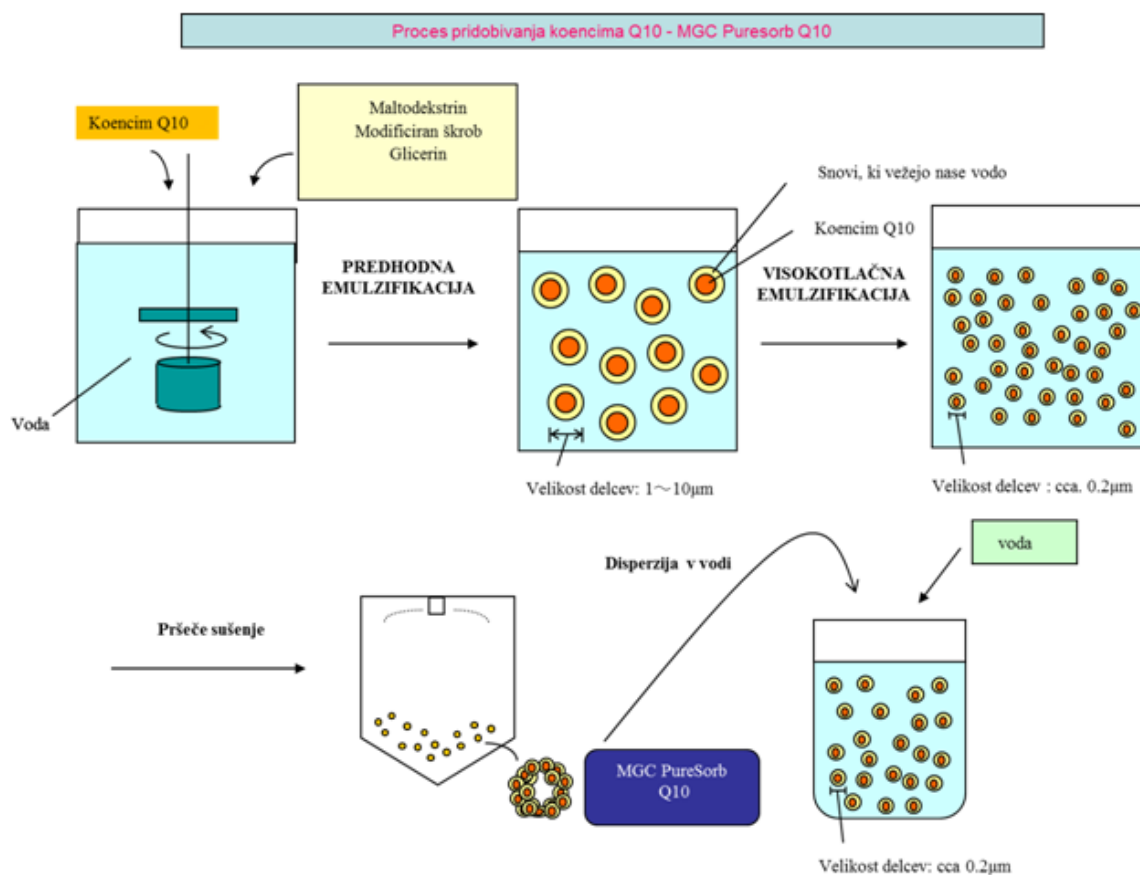 Proces pridobivanja koencima Q10 - MGC Puresorb Q10
Koencim Q10
Maltodekstrin
Modificiran škrob
Glicerin
Snovi, ki vežejo nase vodo
Koencim Q10
PREDHODNA
EMULZIFIKACIJA
VISOKOTLAČNA
EMULZIFIKACIJA
Voda
Velikost delcev: 1～10μm
Velikost delcev : cca. 0.2μm
Disperzija v vodi
voda
Pršeče sušenje
MGC PureSorb
Q10
Velikost delcev: cca 0.2μm